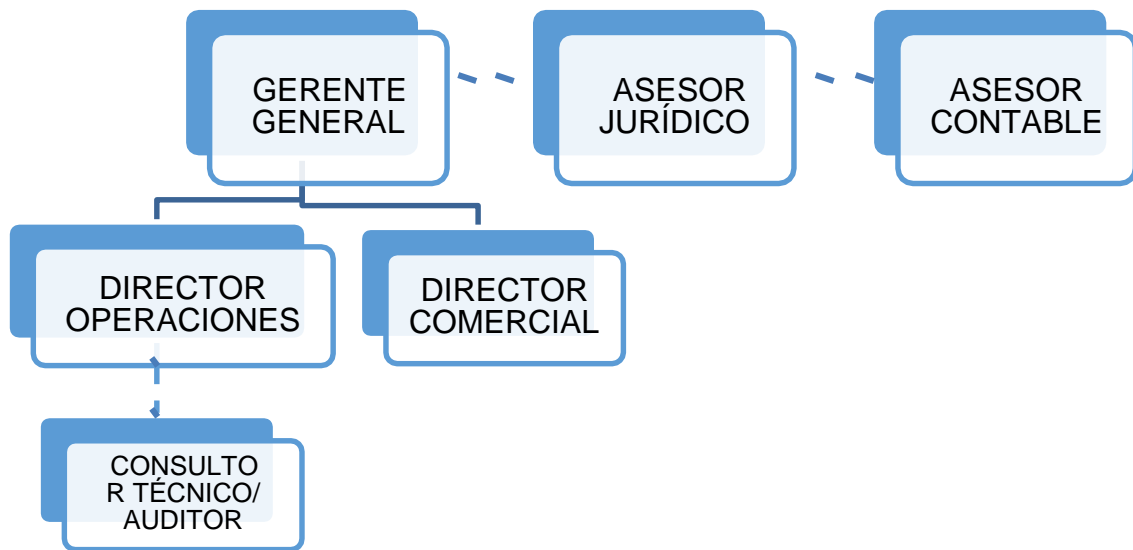 GERENTE
GENERAL
ASESOR
JURÍDICO
ASESOR
CONTABLE
DIRECTOR
OPERACIONES
DIRECTOR
COMERCIAL
CONSULTO
R TÉCNICO/
AUDITOR